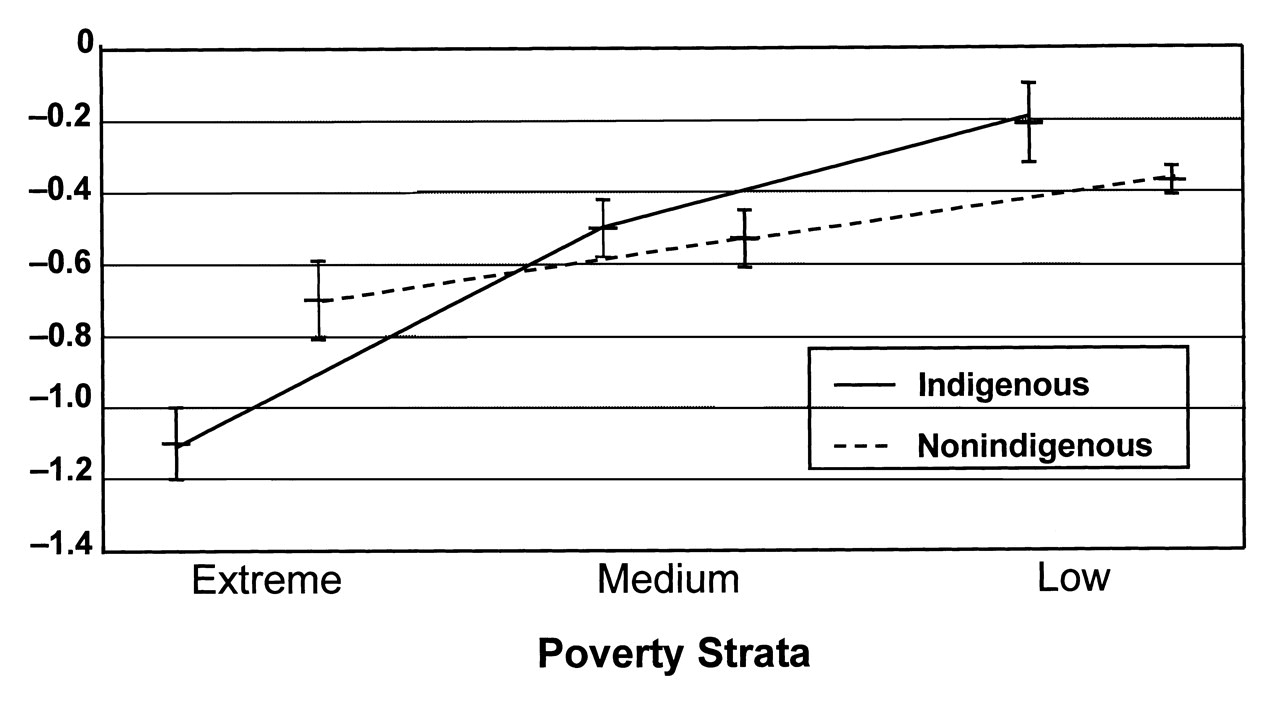 0
–0.2
–0.4
–0.6
–0.8
–1.0
–1.2
–1.4
Indigenous
Nonindigenous
Extreme Medium Low
Poverty Strata